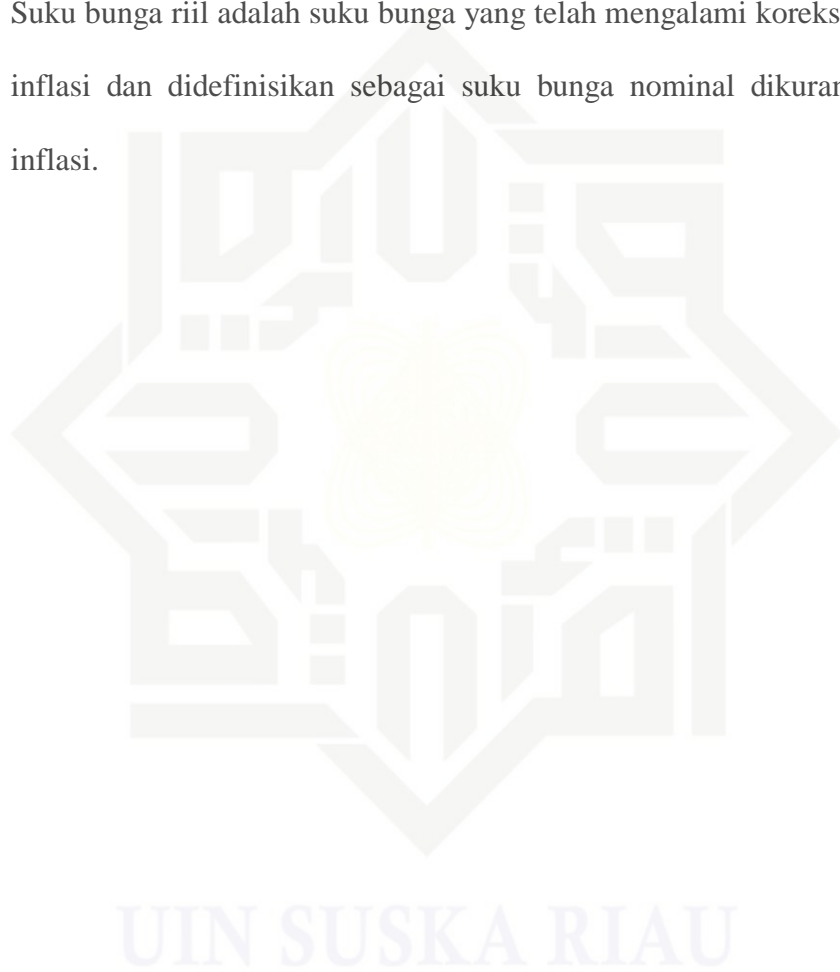 Suku bunga riil adalah suku bunga yang telah mengalami koreks
inflasi dan didefinisikan sebagai suku bunga nominal dikuran
inflasi.
UIN SUSKA RIAU